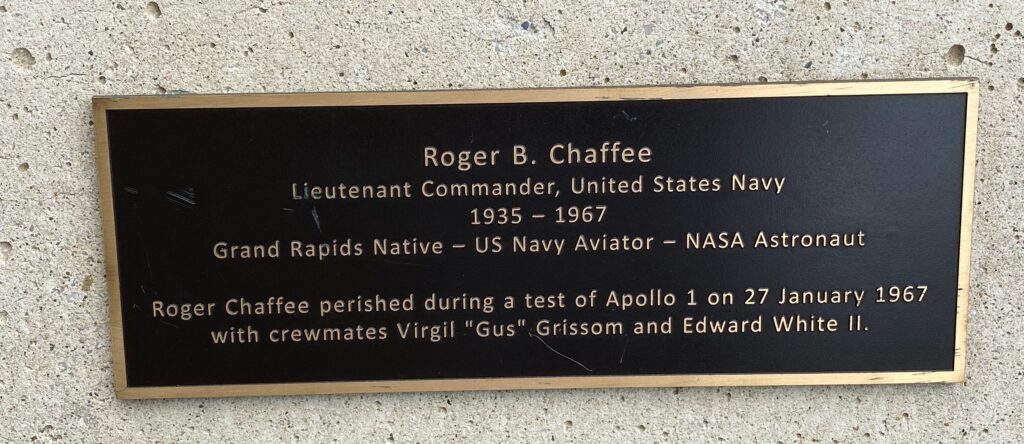 Roger B. Chaffee
Lieutenant Commander, United States Navy
1935 – 1967
Grand Rapids Native – US Navy Aviator – NASA Astronaut
Roger Chaffee perished during a test of Apollo 1 on 27 January 1967
with crewmates Virgil "Gus" Grissom and Edward White II.